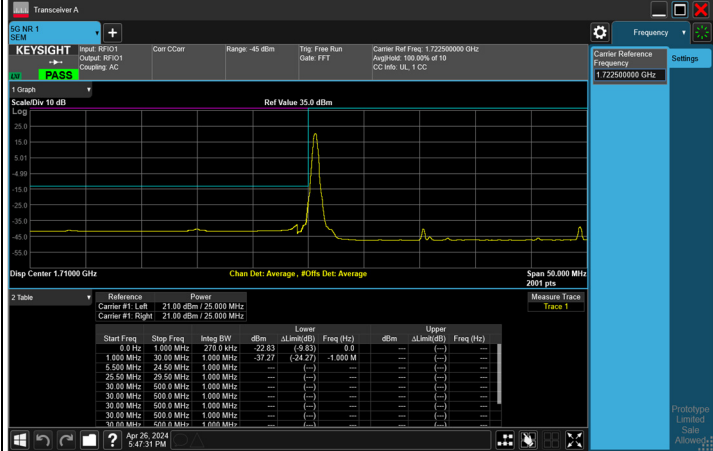 Transceiver A
5G NR 1
SEM
Frequency
KEYSIGHT
Input: RFIO1
Output: RFIO1
Coupling: AC
Corr CCorr
Range: -45 dBm
Trig: Free Run
Gate: FFT
Carrier Ref Freq: 1.722500000 GHz
Avg|Hold: 100.00% of 10
CC Info: UL, 1 CC
PASS
Carrier Reference
Frequency
1.722500000 GHz
Settings
1 Graph
Scale/Div 10 dB
Ref Value 35.0 dBm
Log
25.0
15.0
5.01
-4.99
-15.0
-25.0
-35.0
-45.0
-55.0
Disp Center 1.71000 GHz
Chan Det: Average , #Offs Det: Average
Span 50.000 MHz
2001 pts
2 Table
Reference Power
Carrier #1: Left 21.00 dBm / 25.000 MHz
Carrier #1: Right 21.00 dBm / 25.000 MHz
Measure Trace
Trace 1
Lower Upper
Start Freq Stop Freq Integ BW dBm ΔLimit(dB) Freq (Hz) dBm ΔLimit(dB) Freq (Hz)
0.0 Hz 1.000 MHz 270.0 kHz -22.83 (-9.83) 0.0 --- (---) ---
1.000 MHz 30.00 MHz 1.000 MHz -37.27 (-24.27) -1.000 M --- (---) ---
5.500 MHz 24.50 MHz 1.000 MHz --- (---) --- --- (---) ---
25.50 MHz 29.50 MHz 1.000 MHz --- (---) --- --- (---) ---
30.00 MHz 500.0 MHz 1.000 MHz --- (---) --- --- (---) ---
30.00 MHz 500.0 MHz 1.000 MHz --- (---) --- --- (---) ---
30.00 MHz 500.0 MHz 1.000 MHz --- (---) --- --- (---) ---
30.00 MHz 500.0 MHz 1.000 MHz --- (---) --- --- (---) ---
30.00 MHz 500.0 MHz 1.000 MHz --- (---) --- --- (---) ---
Apr 26, 2024
5:47:31 PM
Prototype
Limited
Sale
Allowed